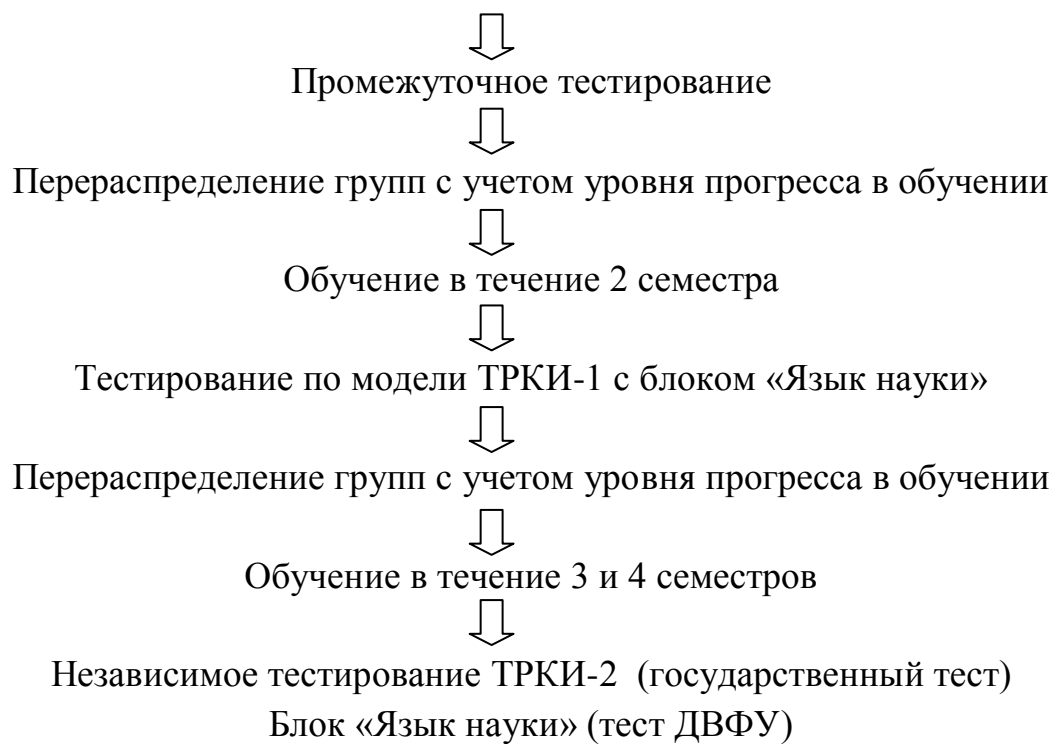 Промежуточное тестирование
Перераспределение групп с учетом уровня прогресса в обучении
Обучение в течение 2 семестра
Тестирование по модели ТРКИ-1 с блоком «Язык науки»
Перераспределение групп с учетом уровня прогресса в обучении
Обучение в течение 3 и 4 семестров
Независимое тестирование ТРКИ-2 (государственный тест)
Блок «Язык науки» (тест ДВФУ)